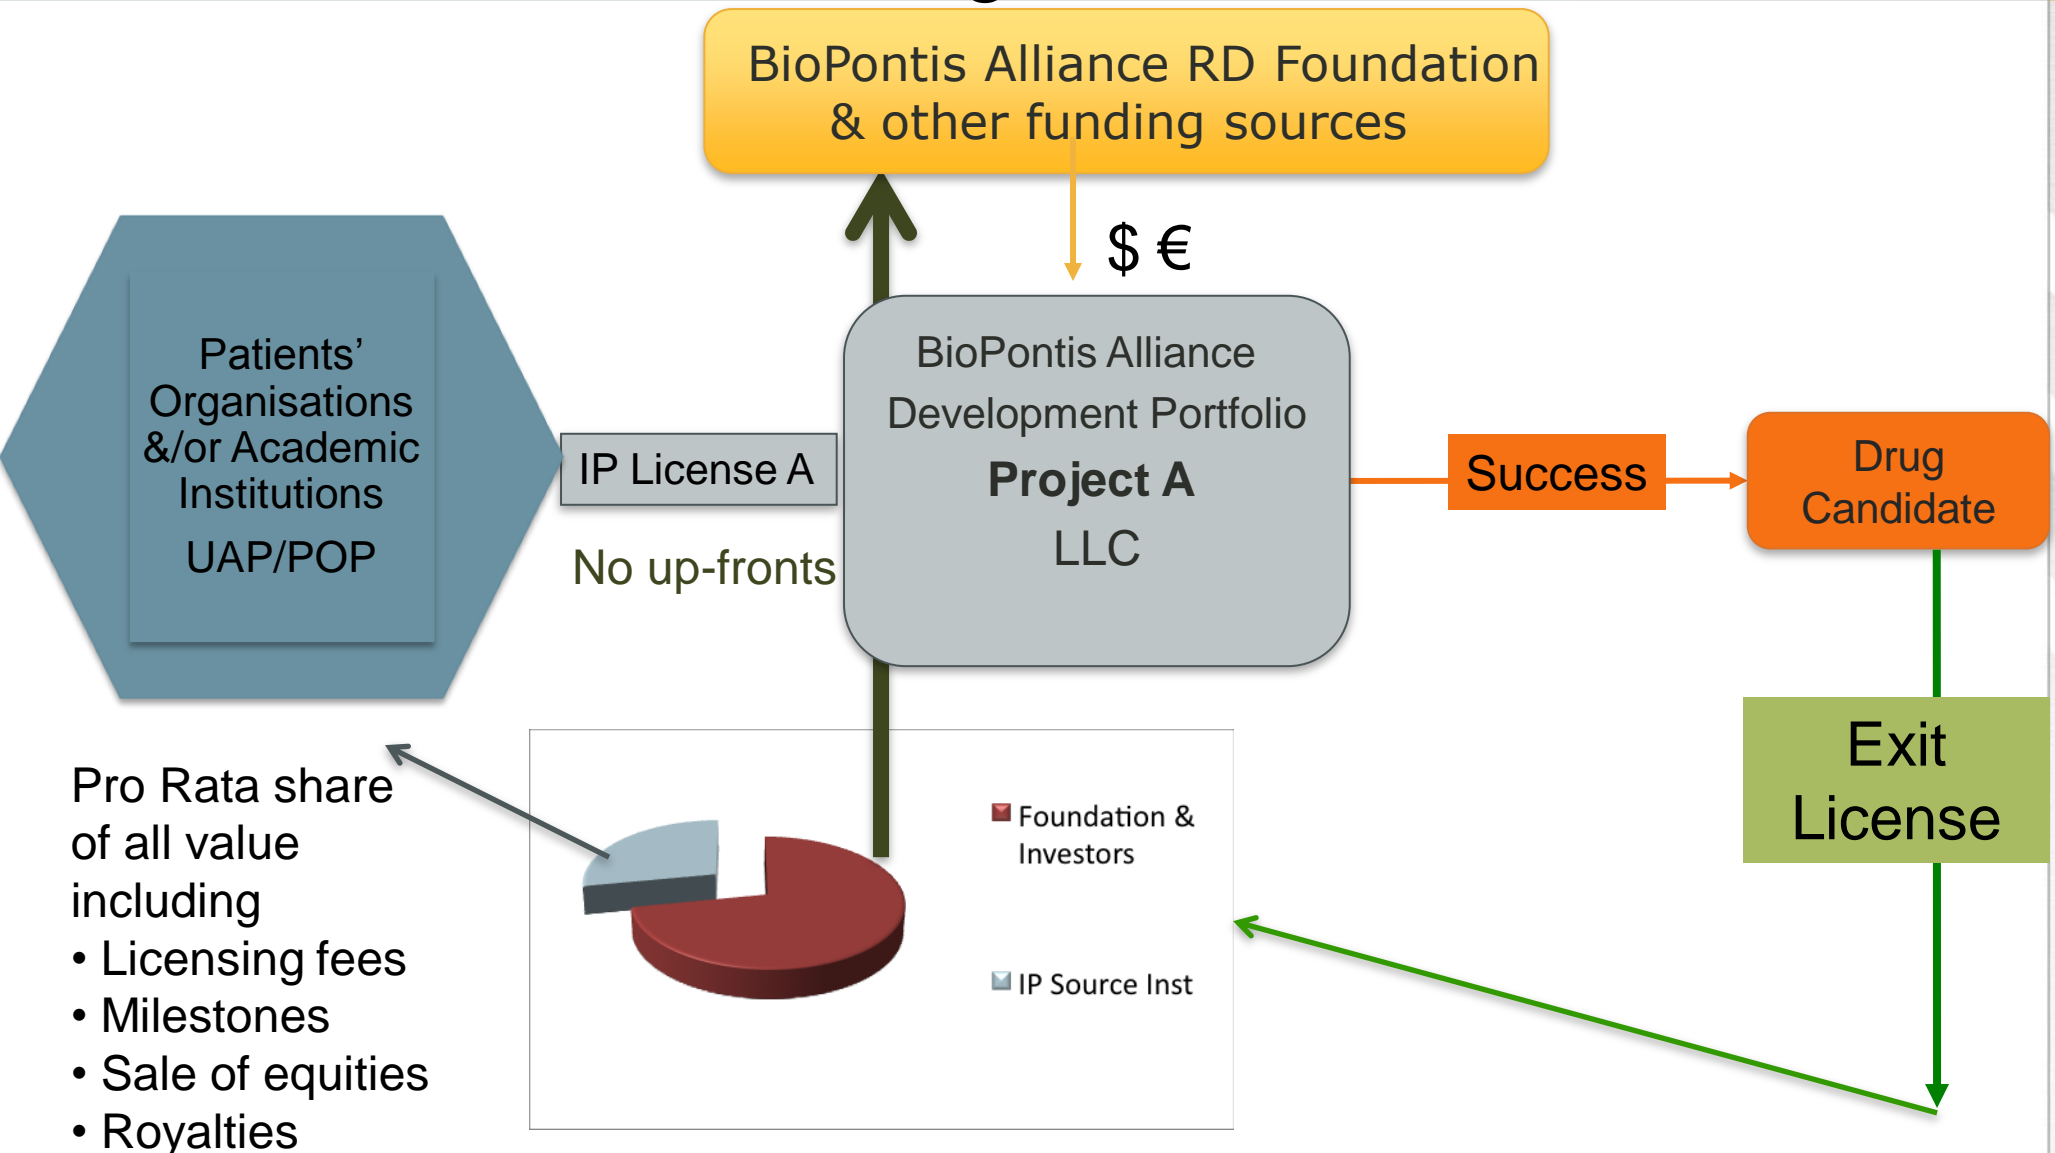 BioPontis Alliance RD Foundation
& other funding sources
$ €
Patients’
Organisations
&/or Academic
Institutions
UAP/POP
IP License A
No up-fronts
BioPontis Alliance
Development Portfolio
Project A
LLC
Success
Drug
Candidate
Exit
License
Pro Rata share
of all value
including
• Licensing fees
• Milestones
• Sale of equities
• Royalties
Foundation &
Investors
IP Source Inst